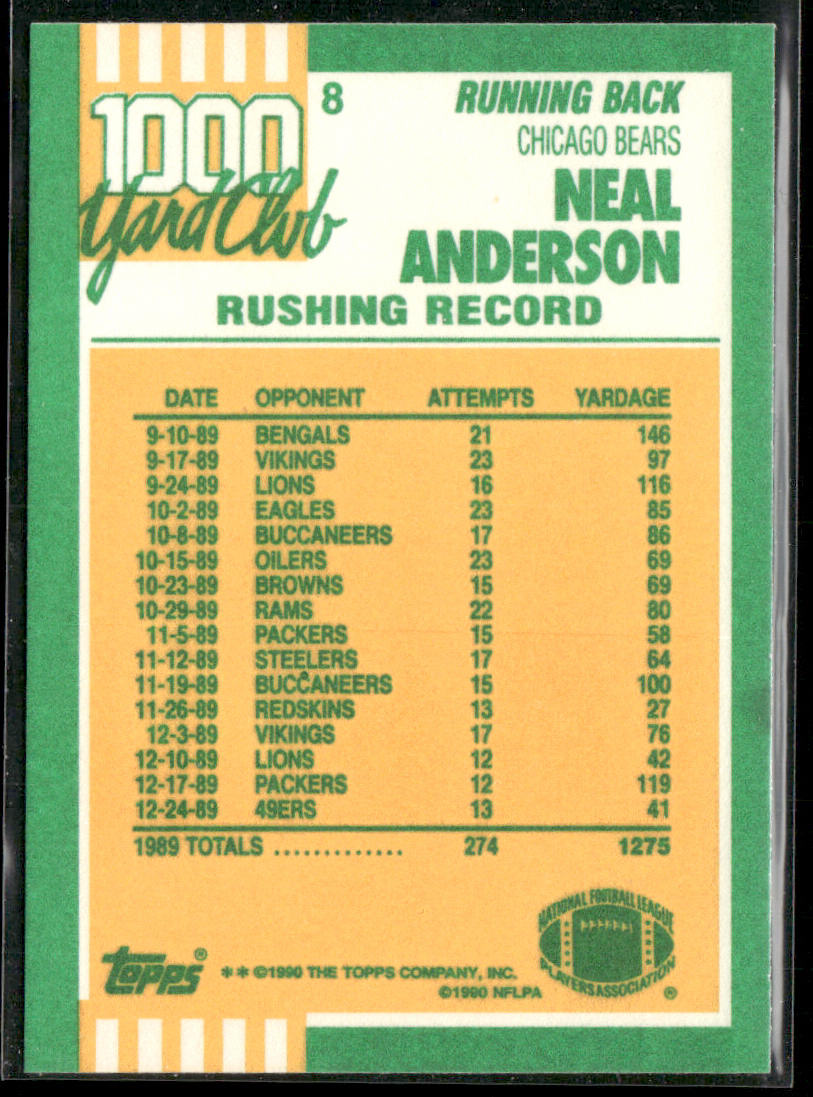 1000
Yard Club
8
RUNNING BACK
CHICAGO BEARS
NEAL
ANDERSON
RUSHING RECORD
DATE OPPONENT ATTEMPTS YARDAGE
9-10-89 BENGALS 21 146
9-17-89 VIKINGS 23 97
9-24-89 LIONS 16 116
10-2-89 EAGLES 23 85
10-8-89 BUCCANEERS 17 86
10-15-89 OILERS 23 69
10-23-89 BROWNS 15 69
10-29-89 RAMS 22 80
11-5-89 PACKERS 15 58
11-12-89 STEELERS 17 64
11-19-89 BUCCANEERS 15 100
11-26-89 REDSKINS 13 27
12-3-89 VIKINGS 17 76
12-10-89 LIONS 12 42
12-17-89 PACKERS 12 119
12-24-89 49ERS 13 41
1989 TOTALS ............. 274 1275
NATIONAL FOOTBALL LEAGUE
PLAYERS ASSOCIATION ®
topps® **©1990 THE TOPPS COMPANY, INC.
©1990 NFLPA